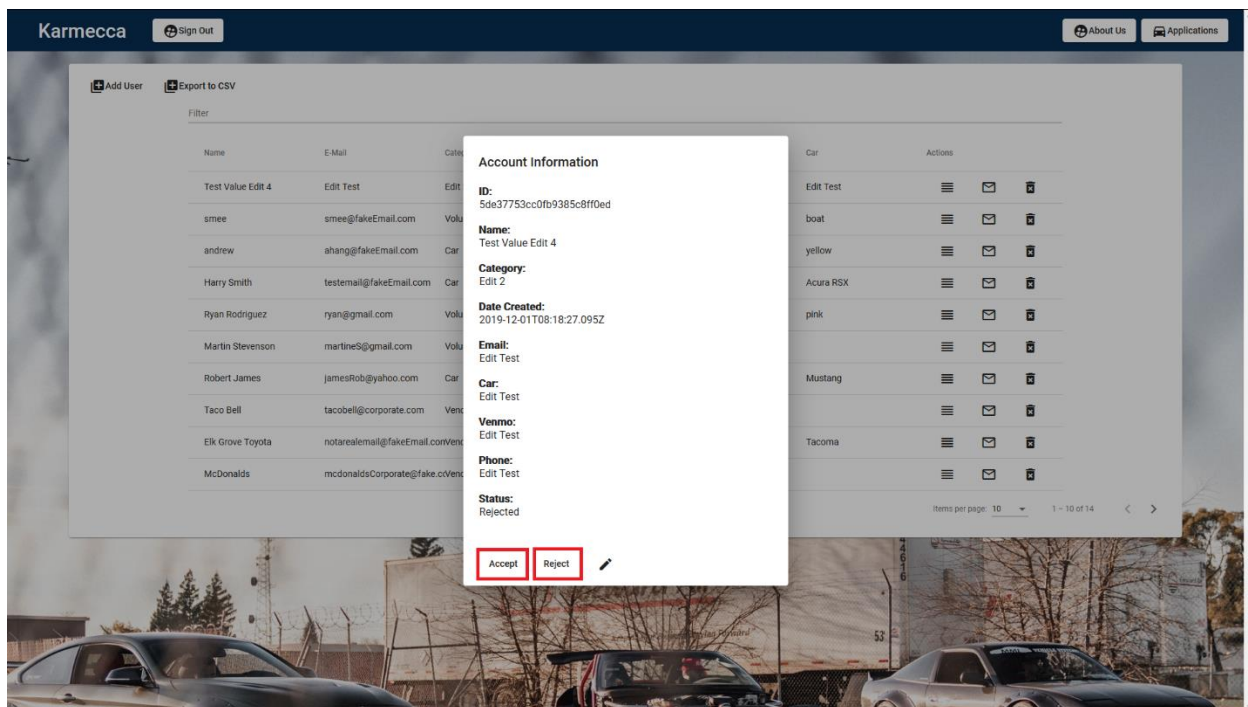 Karmecca Sign Out About Us Applications
Add User Export to CSV
Filter
Name E-Mail Car Actions
Test Value Edit 4 Edit Test Edit Edit Test
smee smee@fakeEmail.com boat
andrew ahang@fakeEmail.com Car yellow
Harry Smith testemail@fakeEmail.com Car Acura RSX
Ryan Rodriguez ryan@gmail.com pink
Martin Stevenson martineS@gmail.com
Robert James jamesRob@yahoo.com Car Mustang
Taco Bell tacobell@corporate.com
Elk Grove Toyota notarealemail@fakeEmail.com Tacoma
McDonalds mcdonaldsCorporate@fake.c
Items per page: 10 1 – 10 of 14
Account Information
ID:
5de37753cc0fb9385c8ff0ed
Name:
Test Value Edit 4
Category:
Edit 2
Date Created:
2019-12-01T08:18:27.095Z
Email:
Edit Test
Car:
Edit Test
Venmo:
Edit Test
Phone:
Edit Test
Status:
Rejected
Accept Reject
53